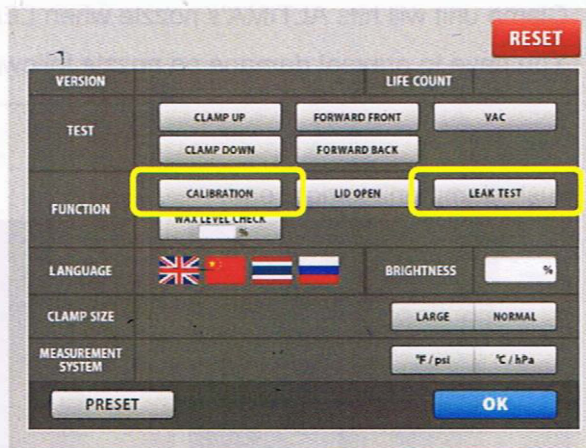 RESET
VERSION LIFE COUNT
TEST CLAMP UP FORWARD FRONT VAC
CLAMP DOWN FORWARD BACK
FUNCTION CALIBRATION LID OPEN LEAK TEST
WAX LEVEL CHECK
%
LANGUAGE BRIGHTNESS %
CLAMP SIZE LARGE NORMAL
MEASUREMENT
SYSTEM °F / psi °C / hPa
PRESET OK